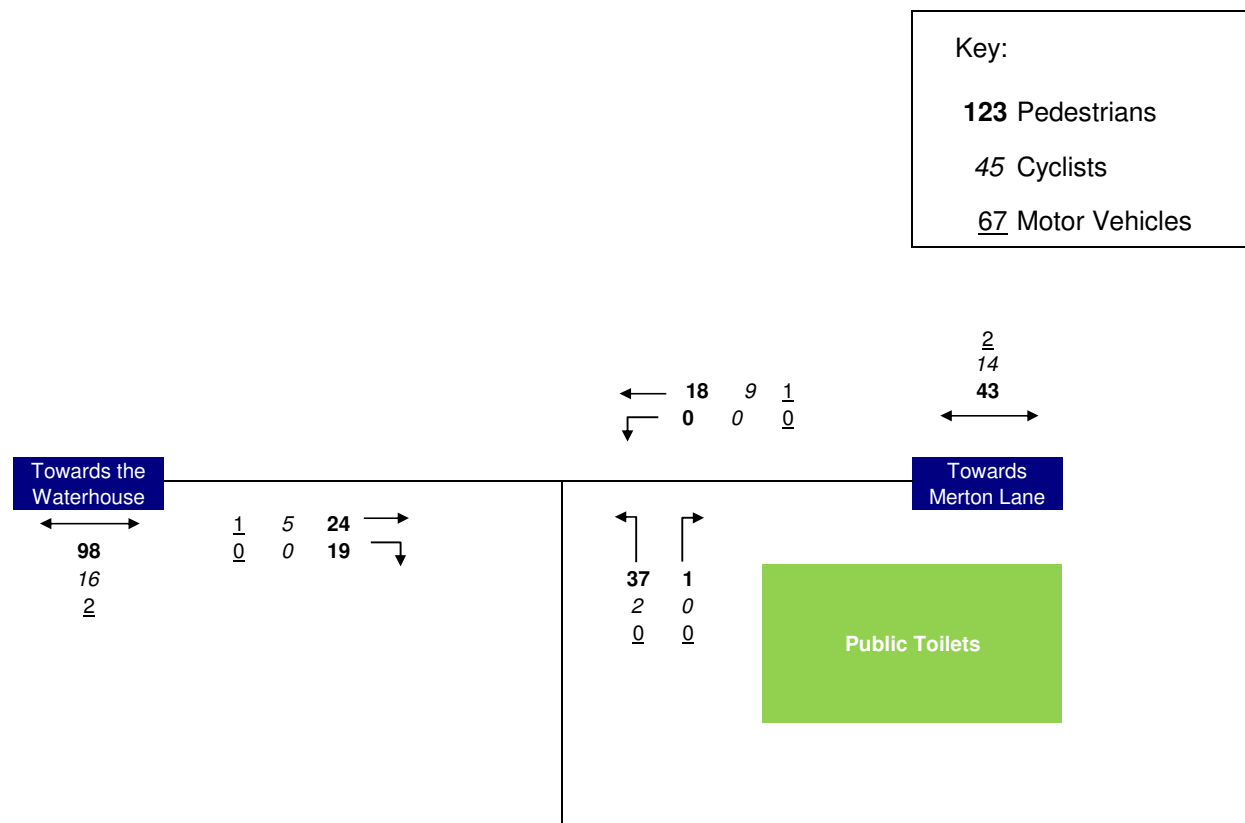 Key:
123 Pedestrians
45 Cyclists
67 Motor Vehicles
2
14
43
18 9 1
0 0 0
Towards the
Waterhouse
Towards
Merton Lane
98
16
2
1 5 24
0 0 19
37 1
2 0
0 0
Public Toilets